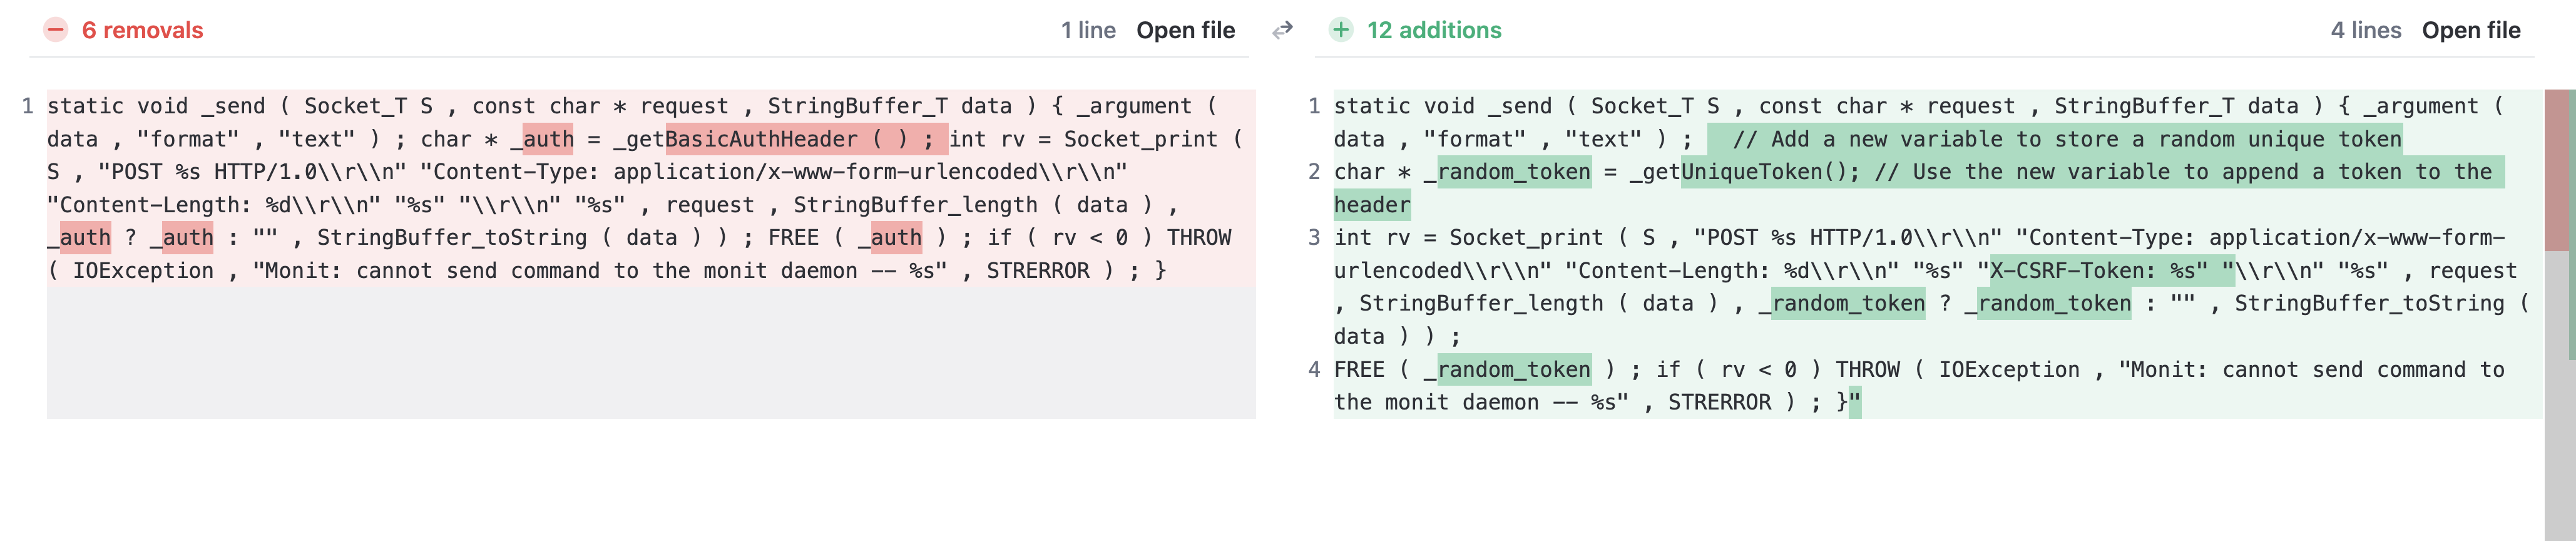 6 removals
1 line Open file
12 additions
4 lines Open file
1 static void _send ( Socket_T S , const char * request , StringBuffer_T data ) { _argument (
data , "format" , "text" ) ; char * _auth = _getBasicAuthHeader ( ) ; int rv = Socket_print (
S , "POST %s HTTP/1.0\\r\\n" "Content-Type: application/x-www-form-urlencoded\\r\\n"
"Content-Length: %d\\r\\n" "%s" "\\r\\n" "%s" , request , StringBuffer_length ( data ) ,
_auth ? _auth : "" , StringBuffer_toString ( data ) ) ; FREE ( _auth ) ; if ( rv < 0 ) THROW
( IOException , "Monit: cannot send command to the monit daemon -- %s" , STRERROR ) ; }
1 static void _send ( Socket_T S , const char * request , StringBuffer_T data ) { _argument (
data , "format" , "text" ) ;   // Add a new variable to store a random unique token
2 char * _random_token = _getUniqueToken(); // Use the new variable to append a token to the
header
3 int rv = Socket_print ( S , "POST %s HTTP/1.0\\r\\n" "Content-Type: application/x-www-form-
urlencoded\\r\\n" "Content-Length: %d\\r\\n" "%s" "X-CSRF-Token: %s" "\\r\\n" "%s" , request
, StringBuffer_length ( data ) , _random_token ? _random_token : "" , StringBuffer_toString (
data ) ) ;
4 FREE ( _random_token ) ; if ( rv < 0 ) THROW ( IOException , "Monit: cannot send command to
the monit daemon -- %s" , STRERROR ) ; }"